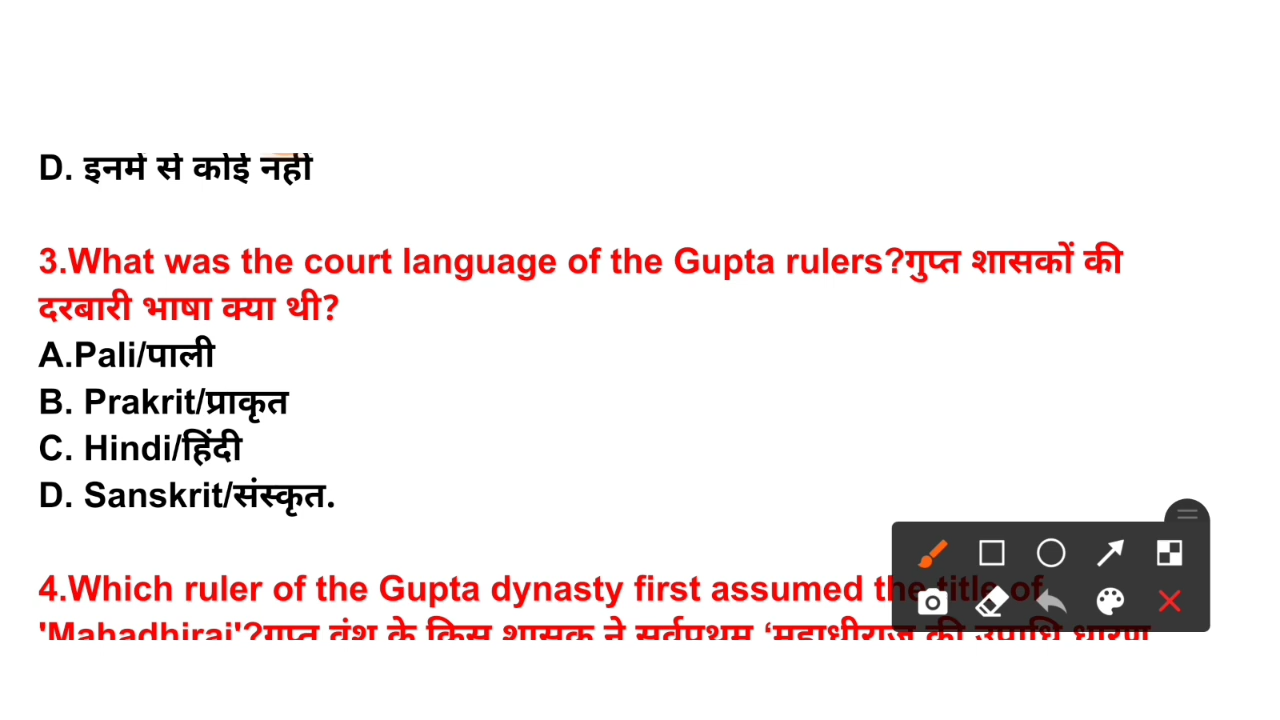 D. इनमें से कोई नहीं
3.What was the court language of the Gupta rulers?गुप्त शासकों की
दरबारी भाषा क्या थी?
A.Pali/पाली
B. Prakrit/प्राकृत
C. Hindi/हिंदी
D. Sanskrit/संस्कृत.
4.Which ruler of the Gupta dynasty first assumed the title of
'Mahadhiraj'?गुप्त वंश के किस शासक ने सर्वप्रथम ‘महाधीराज की उपाधि धारण